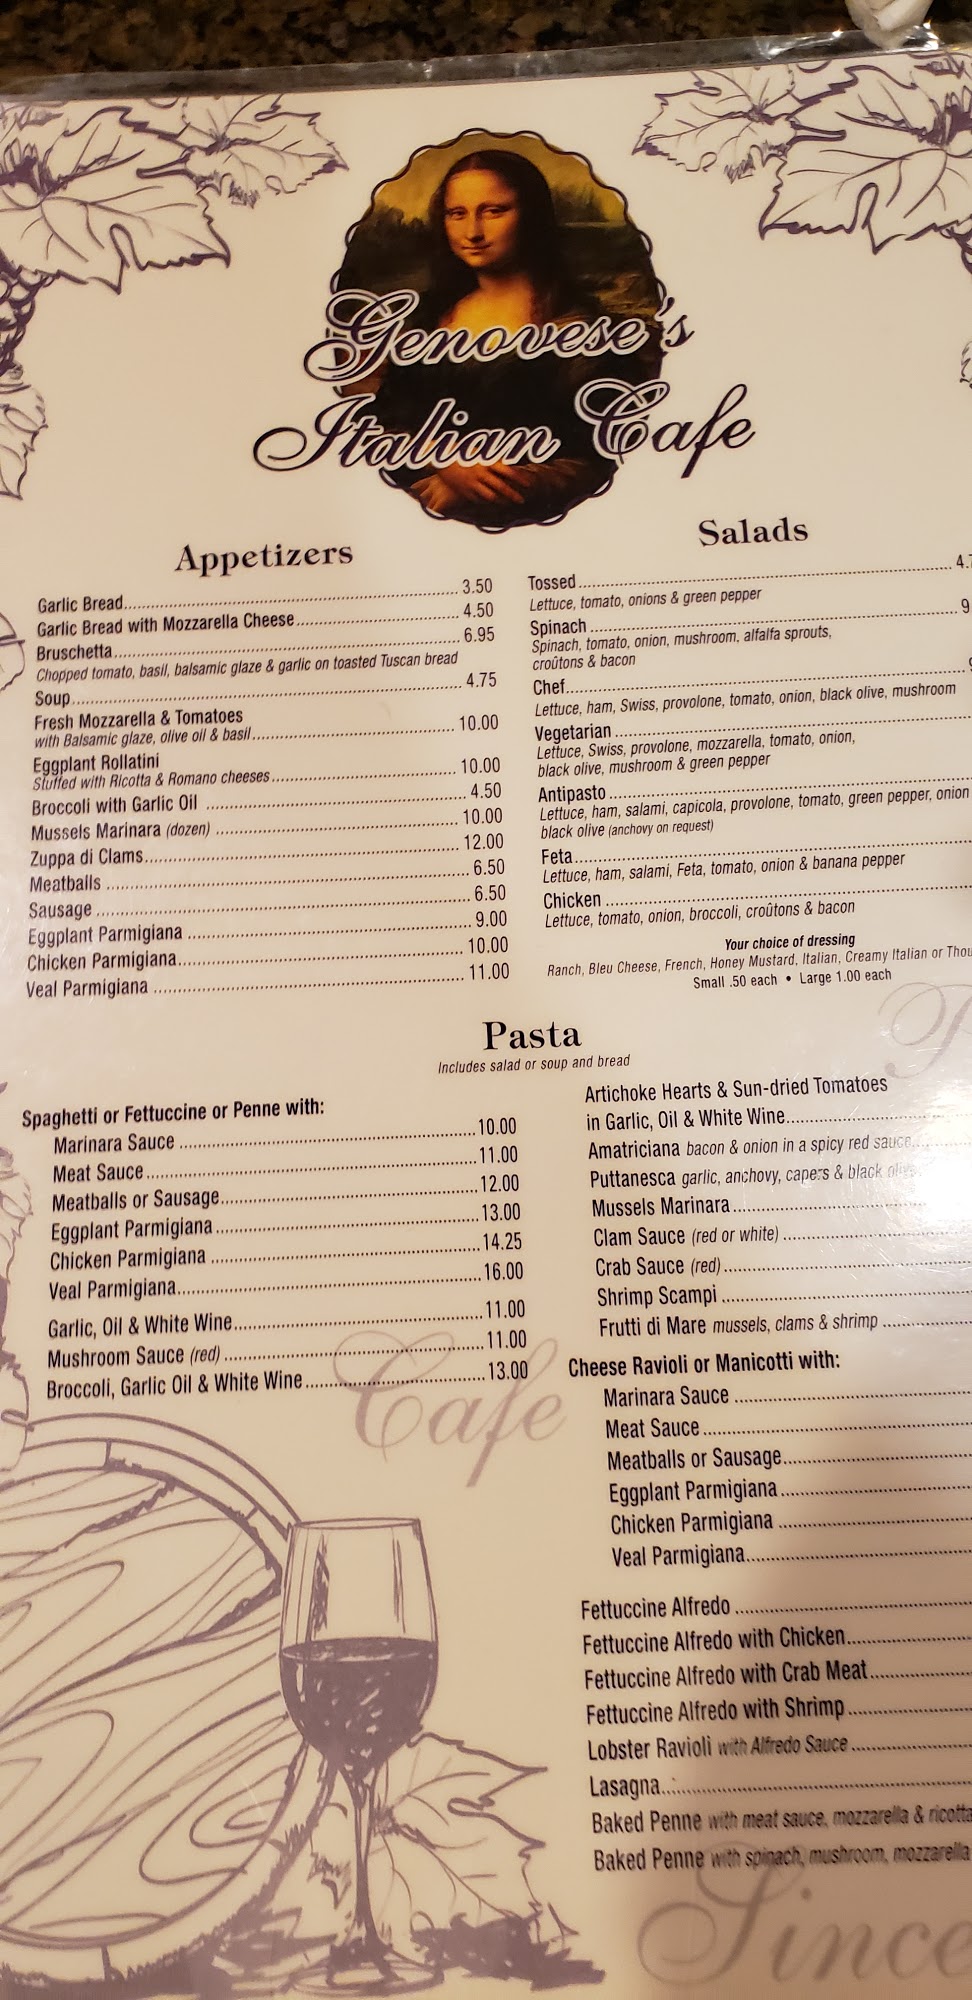 Genovese's
Italian Cafe
Appetizers
Garlic Bread 3.50
Garlic Bread with Mozzarella Cheese 4.50
Bruschetta 6.95
Chopped tomato, basil, balsamic glaze & garlic on toasted Tuscan bread
Soup 4.75
Fresh Mozzarella & Tomatoes
with Balsamic glaze, olive oil & basil 10.00
Eggplant Rollatini
Stuffed with Ricotta & Romano cheeses 10.00
Broccoli with Garlic Oil 4.50
Mussels Marinara (dozen) 10.00
Zuppa di Clams 12.00
Meatballs 6.50
Sausage 6.50
Eggplant Parmigiana 9.00
Chicken Parmigiana 10.00
Veal Parmigiana 11.00
Salads
Tossed
Lettuce, tomato, onions & green pepper
Spinach
Spinach, tomato, onion, mushroom, alfalfa sprouts,
croûtons & bacon
Chef
Lettuce, ham, Swiss, provolone, tomato, onion, black olive, mushroom
Vegetarian
Lettuce, Swiss, provolone, mozzarella, tomato, onion,
black olive, mushroom & green pepper
Antipasto
Lettuce, ham, salami, capicola, provolone, tomato, green pepper, onion
black olive (anchovy on request)
Feta
Lettuce, ham, salami, Feta, tomato, onion & banana pepper
Chicken
Lettuce, tomato, onion, broccoli, croûtons & bacon
Your choice of dressing
Ranch, Bleu Cheese, French, Honey Mustard, Italian, Creamy Italian or Thou
Small .50 each • Large 1.00 each
Pasta
Includes salad or soup and bread
Spaghetti or Fettuccine or Penne with:
Marinara Sauce 10.00
Meat Sauce 11.00
Meatballs or Sausage 12.00
Eggplant Parmigiana 13.00
Chicken Parmigiana 14.25
Veal Parmigiana 16.00
Garlic, Oil & White Wine 11.00
Mushroom Sauce (red) 11.00
Broccoli, Garlic Oil & White Wine 13.00
Artichoke Hearts & Sun-dried Tomatoes
in Garlic, Oil & White Wine
Amatriciana bacon & onion in a spicy red sauce
Puttanesca garlic, anchovy, capers & black olive
Mussels Marinara
Clam Sauce (red or white)
Crab Sauce (red)
Shrimp Scampi
Frutti di Mare mussels, clams & shrimp
Cheese Ravioli or Manicotti with:
Marinara Sauce
Meat Sauce
Meatballs or Sausage
Eggplant Parmigiana
Chicken Parmigiana
Veal Parmigiana
Fettuccine Alfredo
Fettuccine Alfredo with Chicken
Fettuccine Alfredo with Crab Meat
Fettuccine Alfredo with Shrimp
Lobster Ravioli with Alfredo Sauce
Lasagna
Baked Penne with meat sauce, mozzarella & ricotta
Baked Penne with spinach, mushroom, mozzarella
Cafe
Since